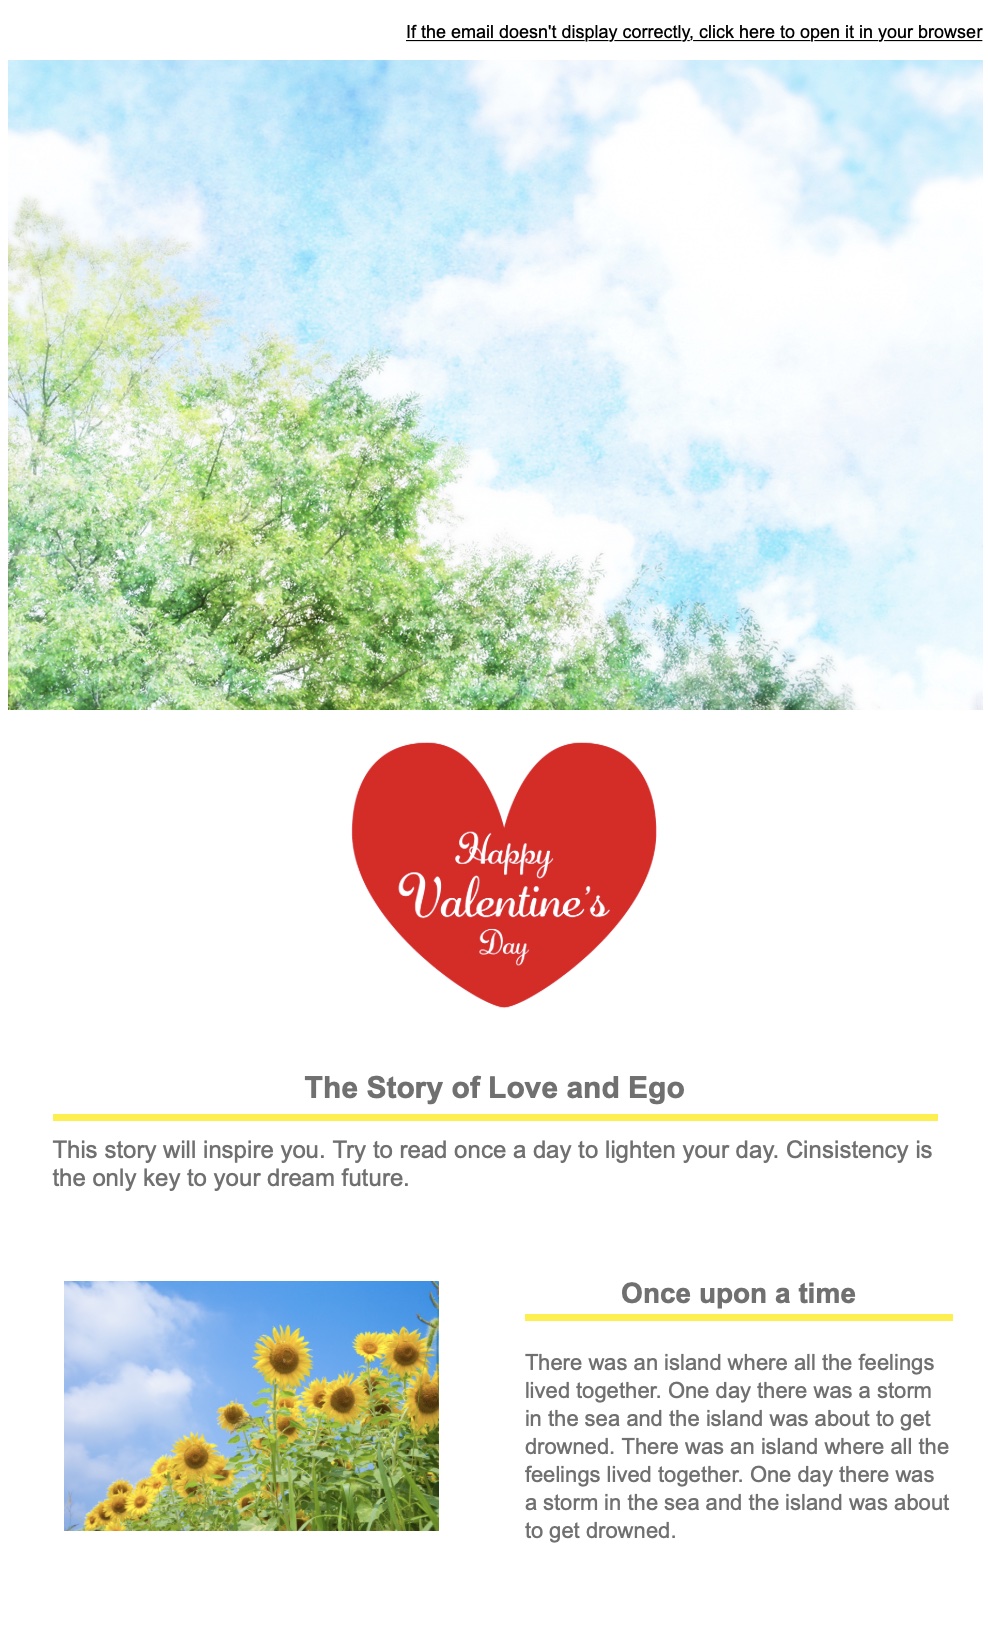 If the email doesn't display correctly, click here to open it in your browser
Happy
Valentine's
Day
The Story of Love and Ego
This story will inspire you. Try to read once a day to lighten your day. Cinsistency is
the only key to your dream future.
Once upon a time
There was an island where all the feelings
lived together. One day there was a storm
in the sea and the island was about to get
drowned. There was an island where all the
feelings lived together. One day there was
a storm in the sea and the island was about
to get drowned.